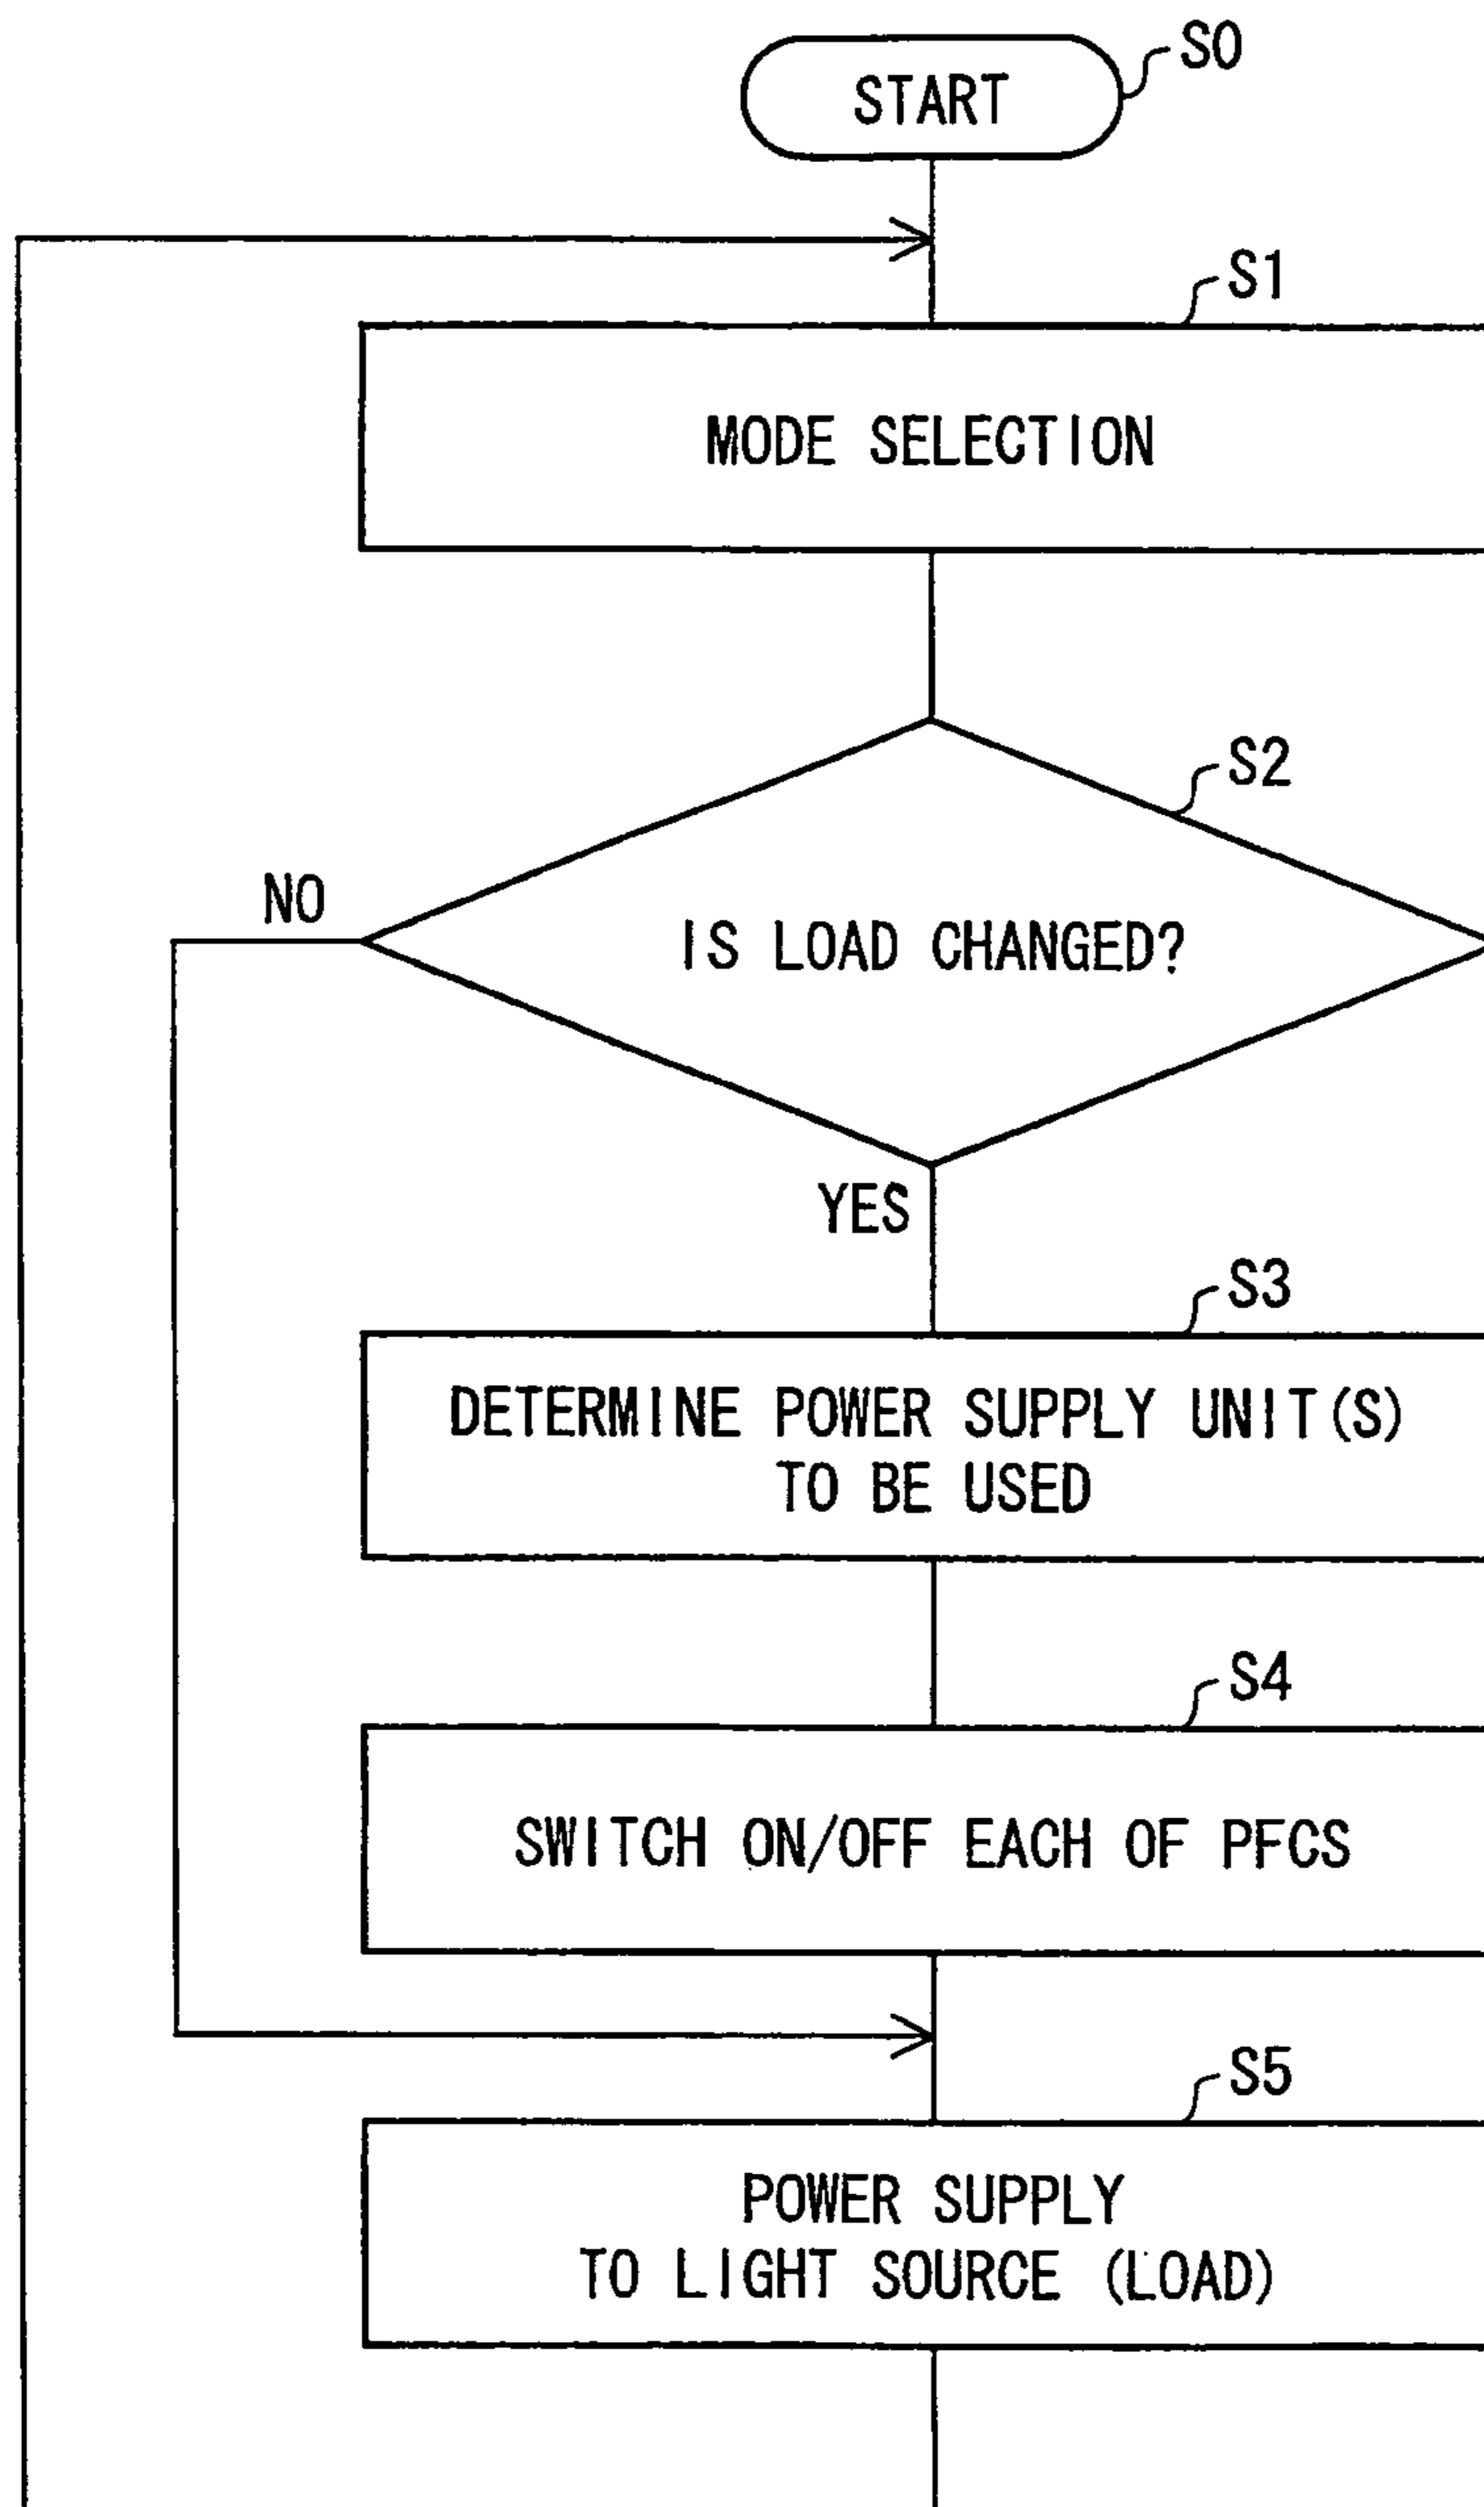 START
S0
S1
MODE SELECTION
S2
NO
IS LOAD CHANGED?
YES
S3
DETERMINE POWER SUPPLY UNIT(S)
TO BE USED
S4
SWITCH ON/OFF EACH OF PFCS
S5
POWER SUPPLY
TO LIGHT SOURCE (LOAD)